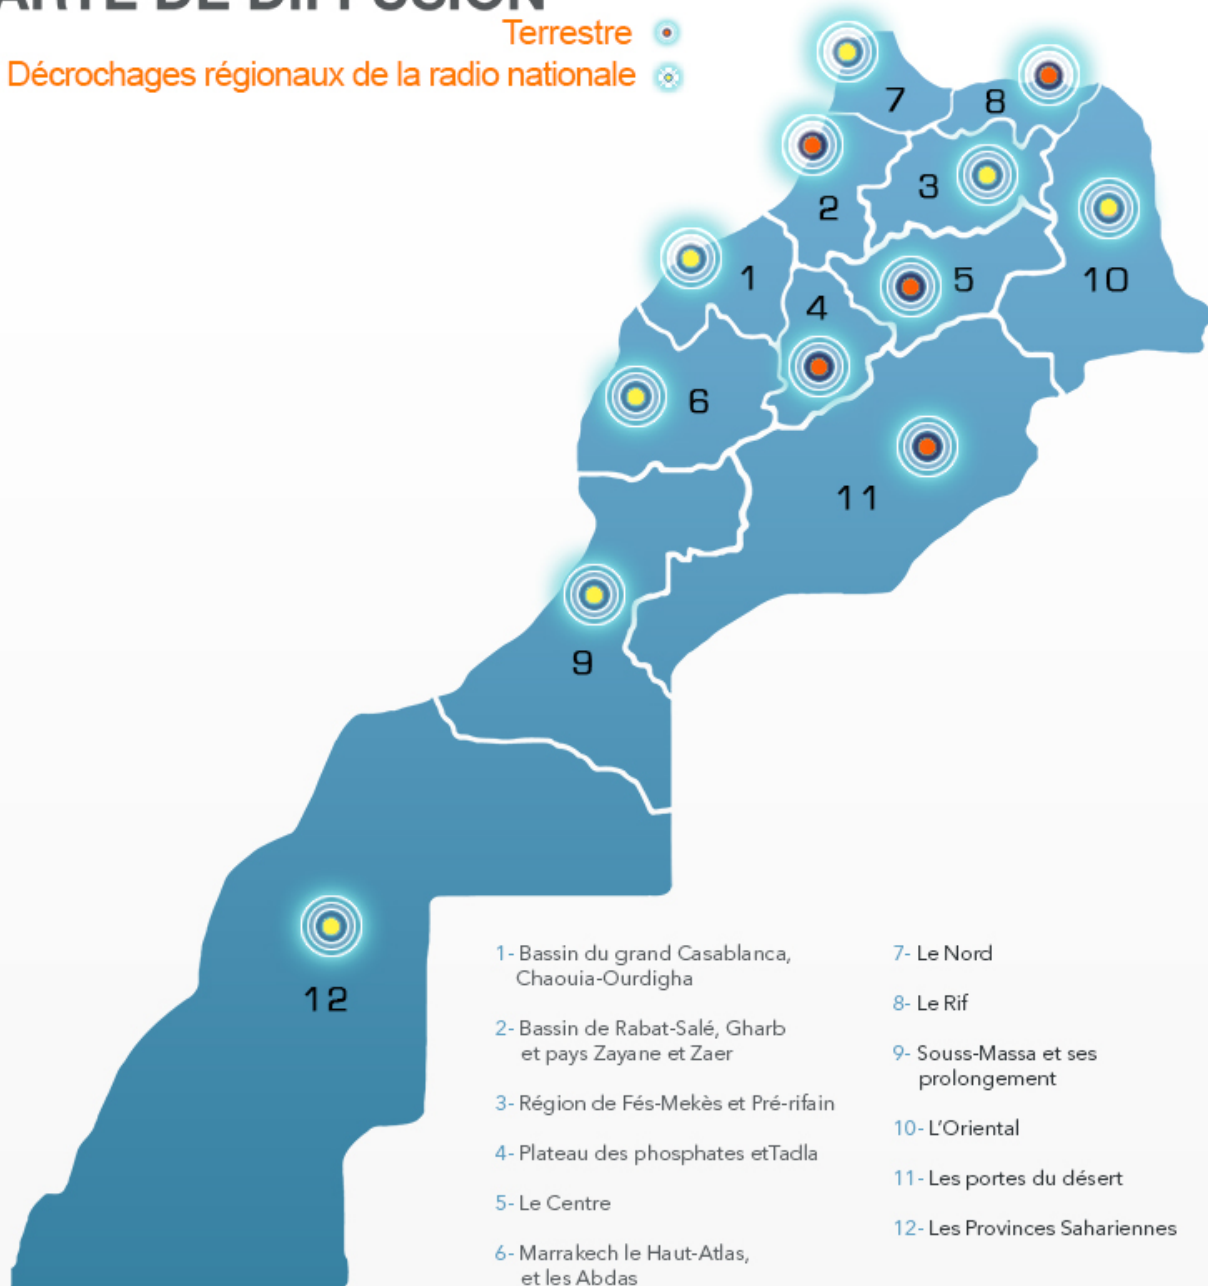 ARTE DE DIFFUSION
Terrestre
Décrochages régionaux de la radio nationale
7
8
3
2
1
5
10
4
6
11
9
12
1- Bassin du grand Casablanca,
Chaouia-Ourdigha
2- Bassin de Rabat-Salé, Gharb
et pays Zayane et Zaer
3- Région de Fés-Mekès et Pré-rifain
4- Plateau des phosphates etTadla
5- Le Centre
6- Marrakech le Haut-Atlas,
et les Abdas
7- Le Nord
8- Le Rif
9- Souss-Massa et ses
prolongement
10- L'Oriental
11- Les portes du désert
12- Les Provinces Sahariennes